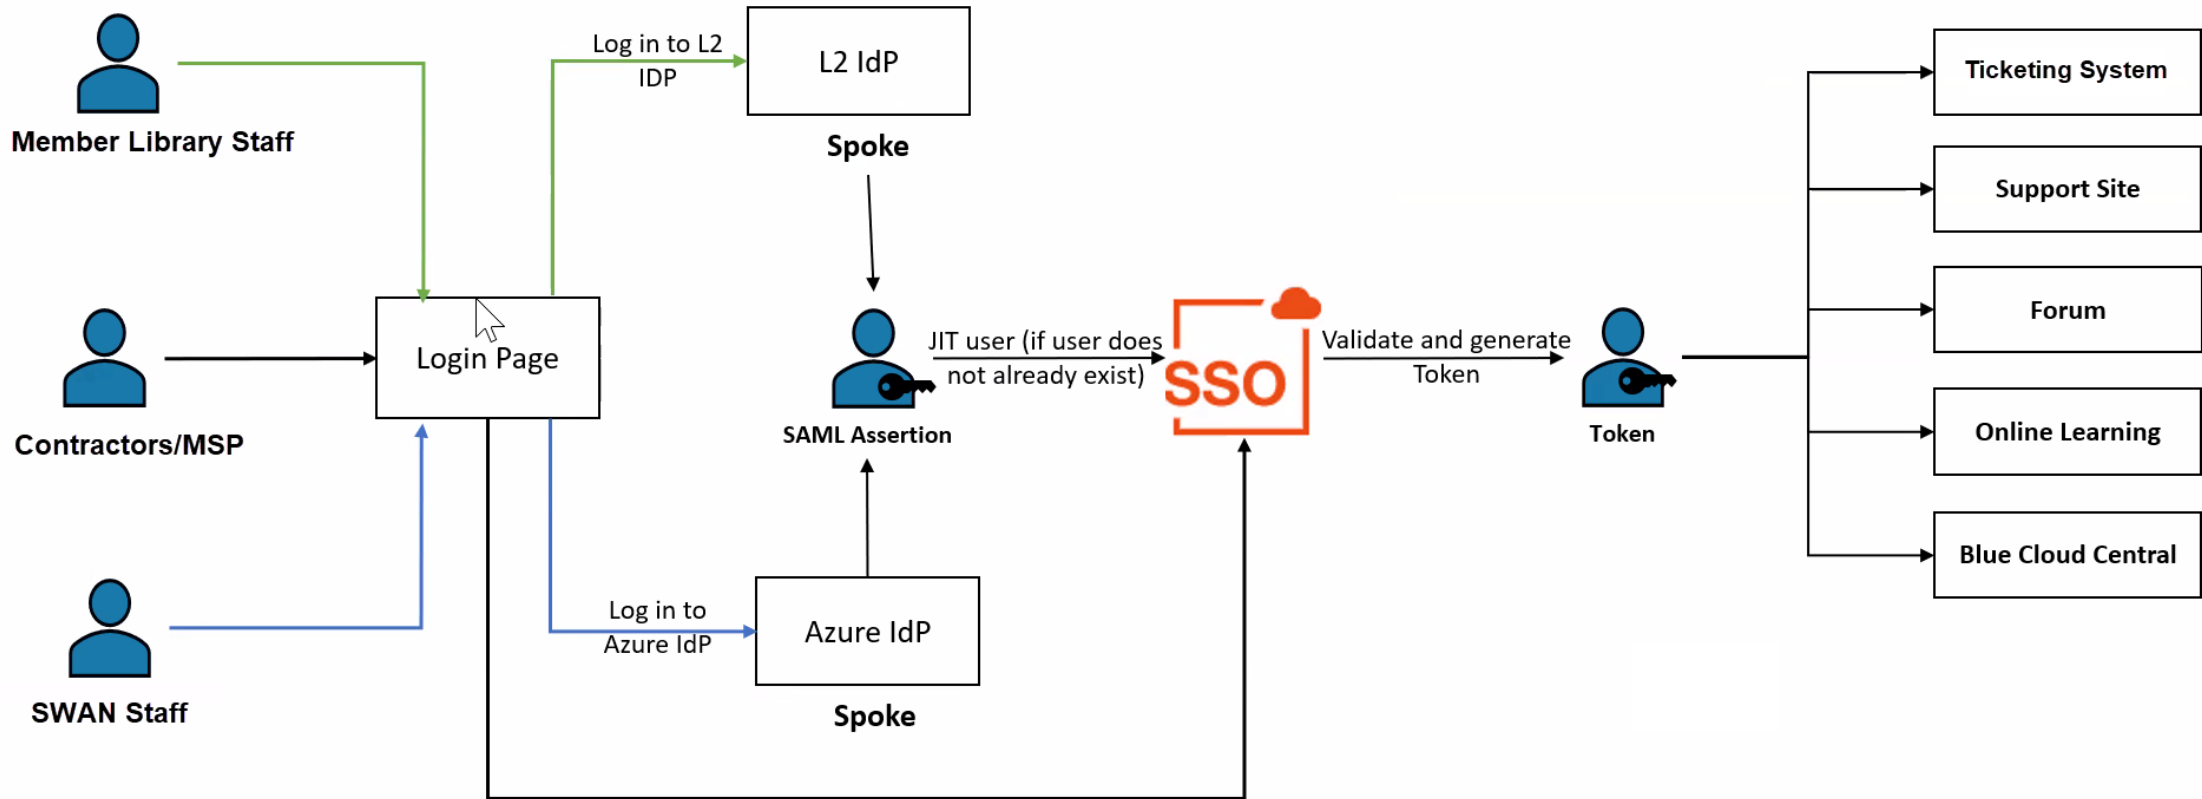 Member Library Staff
Contractors/MSP
SWAN Staff
Login Page
Log in to L2
IDP
L2 IdP
Spoke
SAML Assertion
Log in to
Azure IdP
Azure IdP
Spoke
JIT user (if user does
not already exist)
SSO
Validate and generate
Token
Token
Ticketing System
Support Site
Forum
Online Learning
Blue Cloud Central